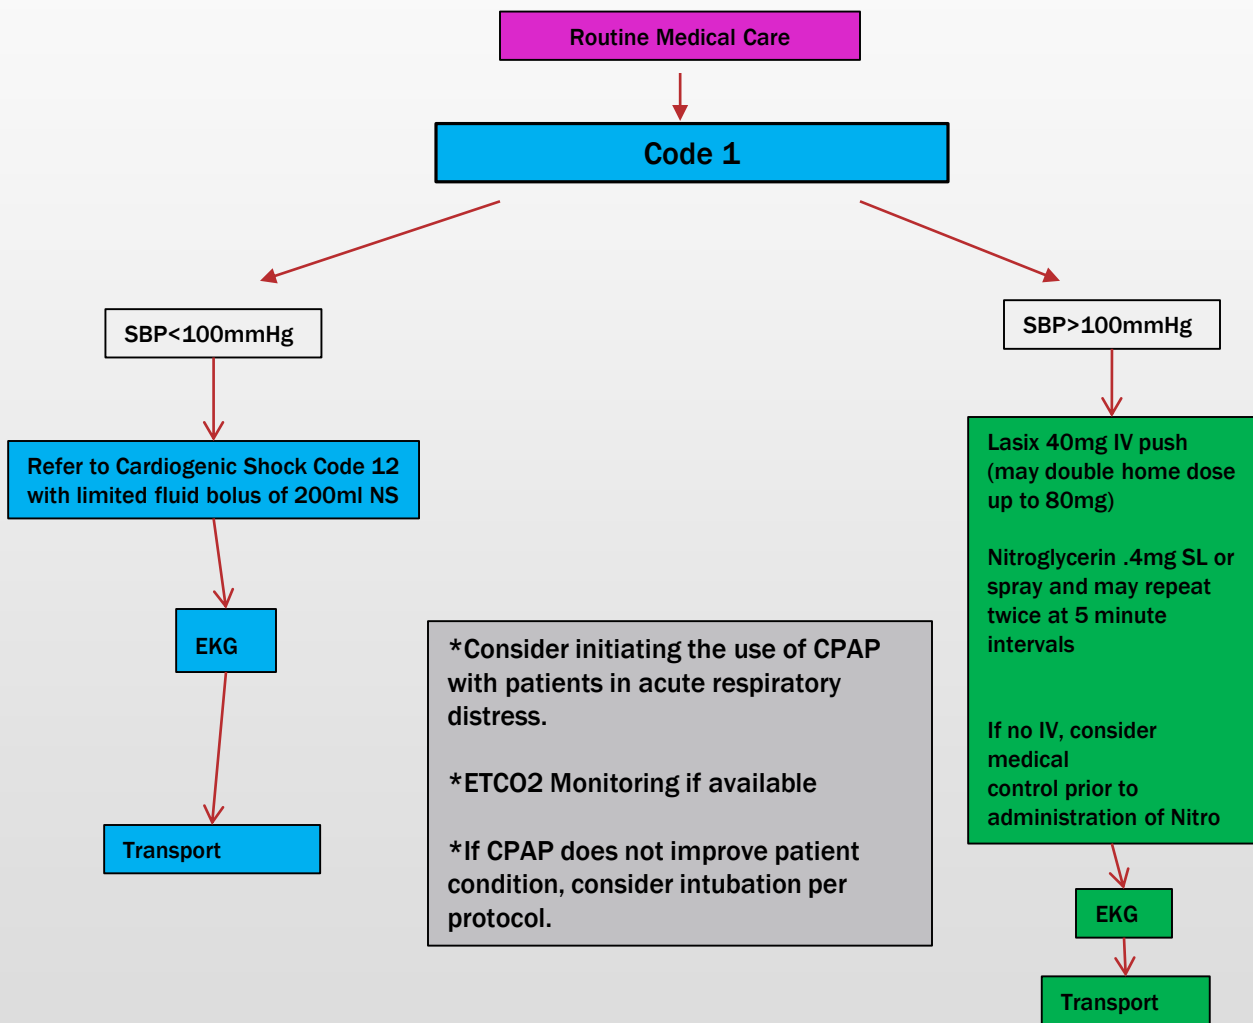 Routine Medical Care
Code 1
SBP<100mmHg
Refer to Cardiogenic Shock Code 12
with limited fluid bolus of 200ml NS
EKG
Transport
*Consider initiating the use of CPAP
with patients in acute respiratory
distress.
*ETCO2 Monitoring if available
*If CPAP does not improve patient
condition, consider intubation per
protocol.
SBP>100mmHg
Lasix 40mg IV push
(may double home dose
up to 80mg)
Nitroglycerin .4mg SL or
spray and may repeat
twice at 5 minute
intervals
If no IV, consider
medical
control prior to
administration of Nitro
EKG
Transport